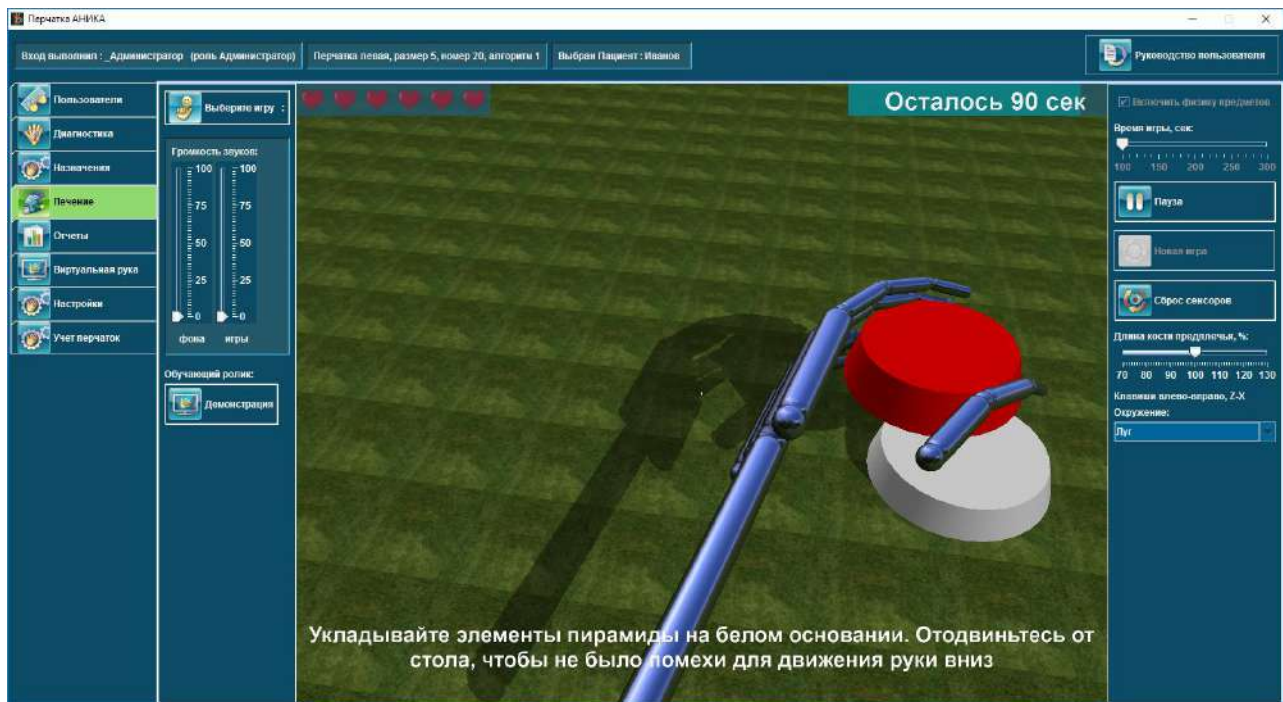 Перчатка АНИКА
Вход выполнил : _Администратор (роль Администратор)
Перчатка левая, размер 5, номер 20, алгоритм 1
Выбран Пациент : Иванов
Руководство пользователя
Пользователи
Диагностика
Назначения
Лечение
Отчеты
Виртуальная рука
Настройки
Учет перчаток
Выберите игру :
Громкость звуков:
100 100
75 75
50 50
25 25
0 0
фона игры
Обучающий ролик:
Демонстрация
Осталось 90 сек
Укладывайте элементы пирамиды на белом основании. Отодвиньтесь от
стола, чтобы не было помехи для движения руки вниз
Включить физику предметов
Время игры, сек:
100 150 200 250 300
Пауза
Новая игра
Сброс сенсоров
Длина кости предплечья, %:
70 80 90 100 110 120 130
Клавиши влево-вправо, Z-X
Окружение:
Луг